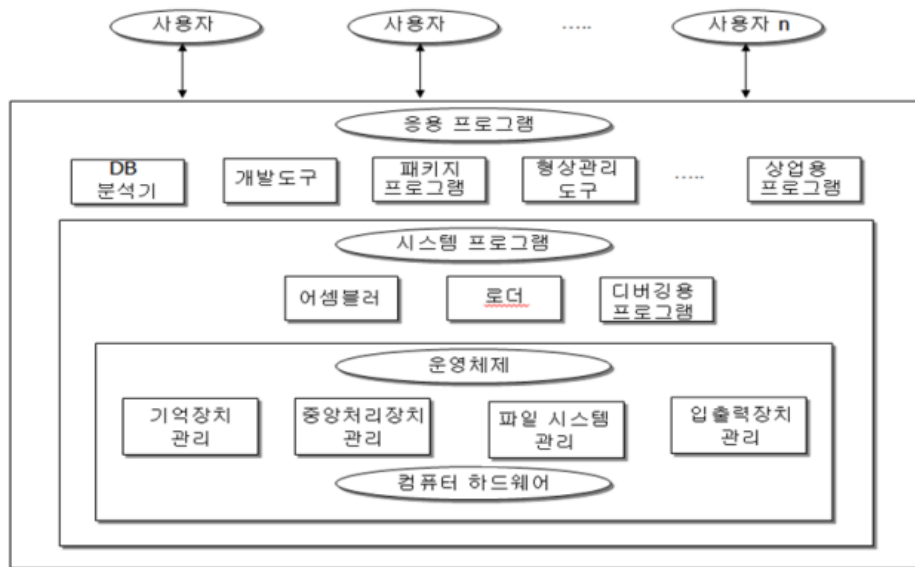 사용자
사용자
.....
사용자 n
응용 프로그램
DB
분석기
개발도구
패키지
프로그램
형상관리
도구
.....
상업용
프로그램
시스템 프로그램
어셈블러
로더
디버깅용
프로그램
운영체제
기억장치
관리
중앙처리장치
관리
파일 시스템
관리
입출력장치
관리
컴퓨터 하드웨어